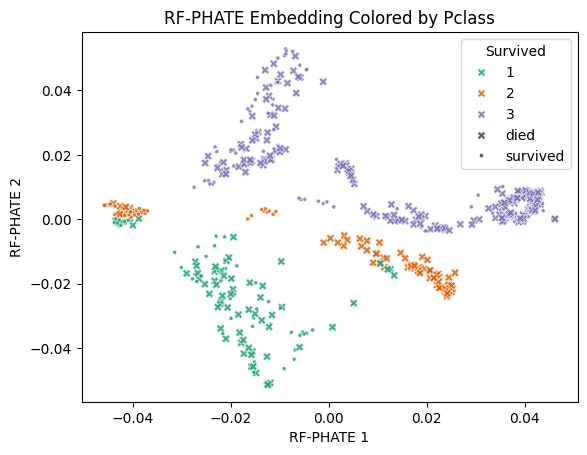 RF-PHATE Embedding Colored by Pclass
Survived
1
2
3
died
survived
0.04
0.02
0.00
−0.02
−0.04
RF-PHATE 2
−0.04
−0.02
0.00
0.02
0.04
RF-PHATE 1